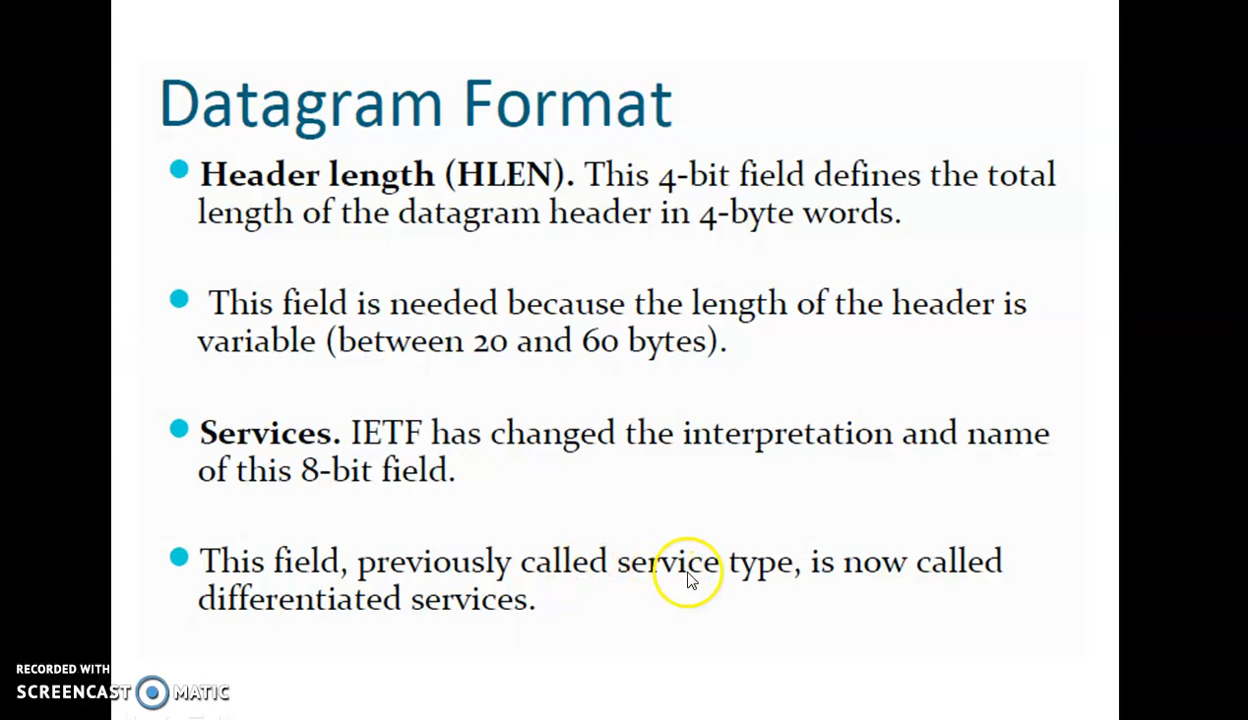 Datagram Format
Header length (HLEN). This 4-bit field defines the total
length of the datagram header in 4-byte words.
This field is needed because the length of the header is
variable (between 20 and 60 bytes).
Services. IETF has changed the interpretation and name
of this 8-bit field.
This field, previously called service type, is now called
differentiated services.
RECORDED WITH
SCREENCAST MATIC